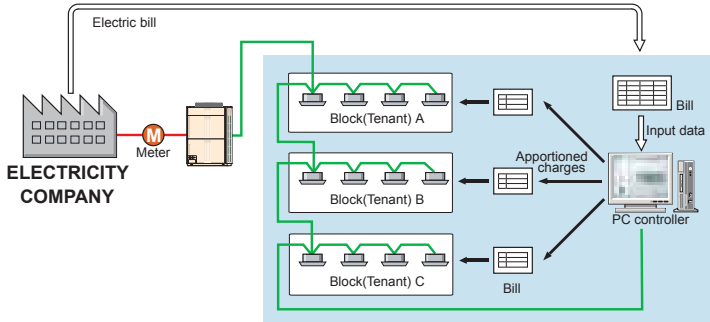 Electric bill
M
Meter
ELECTRICITY
COMPANY
Block(Tenant) A
Block(Tenant) B
Block(Tenant) C
Bill
Apportioned
charges
Bill
Input data
PC controller